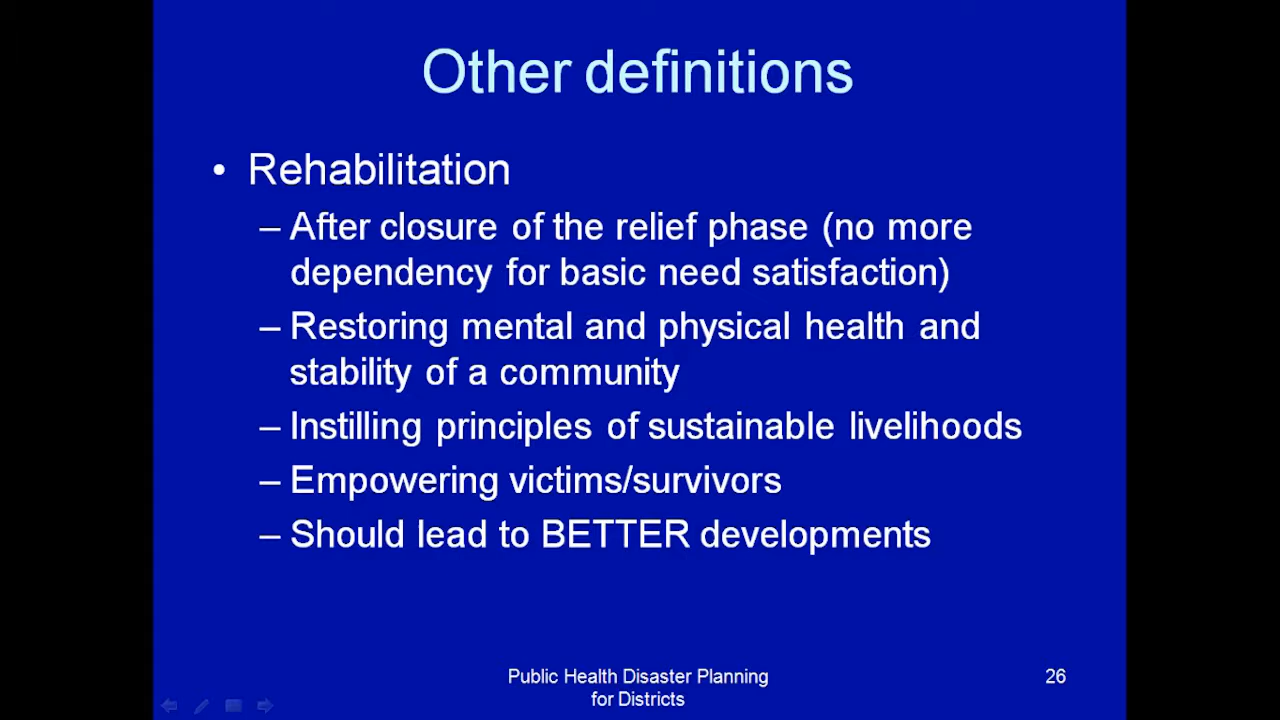 Other definitions
• Rehabilitation
– After closure of the relief phase (no more
dependency for basic need satisfaction)
– Restoring mental and physical health and
stability of a community
– Instilling principles of sustainable livelihoods
– Empowering victims/survivors
– Should lead to BETTER developments
Public Health Disaster Planning
for Districts
26